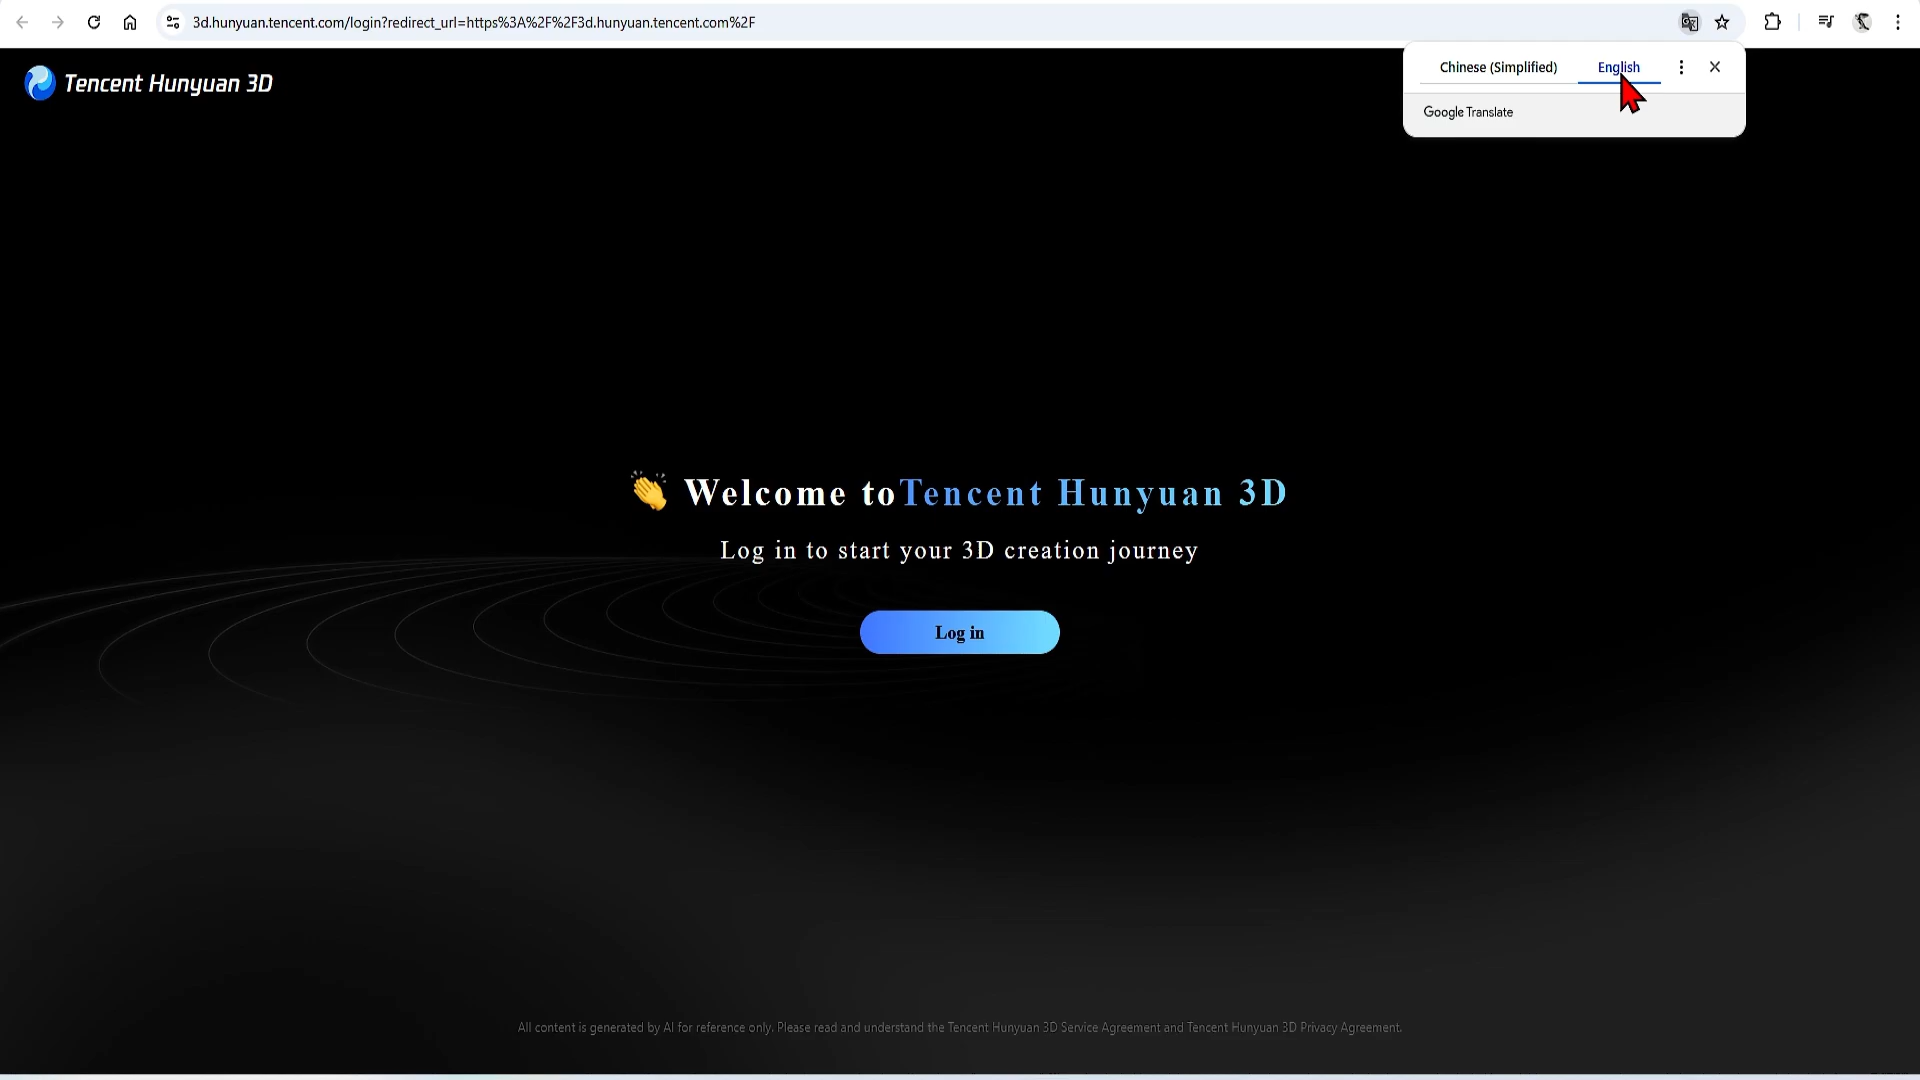 3d.hunyuan.tencent.com/login?redirect_url=https%3A%2F%2F3d.hunyuan.tencent.com%2F
Chinese (Simplified) English
Google Translate
Tencent Hunyuan 3D
👏 Welcome toTencent Hunyuan 3D
Log in to start your 3D creation journey
Log in
All content is generated by AI for reference only. Please read and understand the Tencent Hunyuan 3D Service Agreement and Tencent Hunyuan 3D Privacy Agreement.